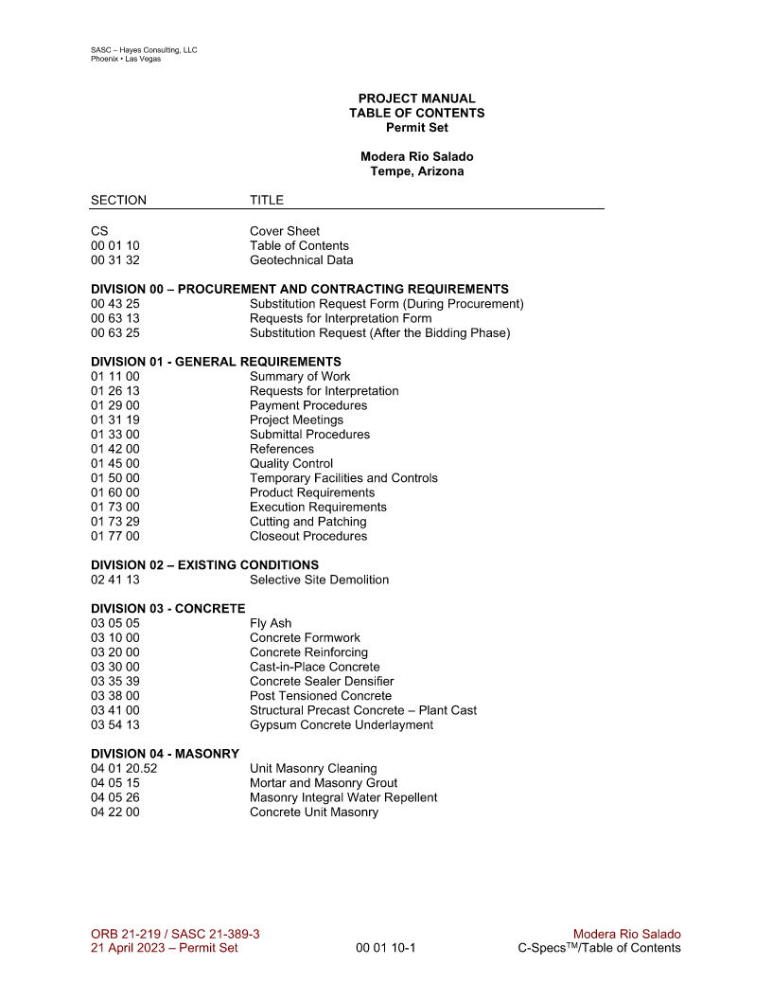 SASC – Hayes Consulting, LLC
Phoenix • Las Vegas
PROJECT MANUAL
TABLE OF CONTENTS
Permit Set
Modera Rio Salado
Tempe, Arizona
SECTION TITLE
CS Cover Sheet
00 01 10 Table of Contents
00 31 32 Geotechnical Data
DIVISION 00 – PROCUREMENT AND CONTRACTING REQUIREMENTS
00 43 25 Substitution Request Form (During Procurement)
00 63 13 Requests for Interpretation Form
00 63 25 Substitution Request (After the Bidding Phase)
DIVISION 01 - GENERAL REQUIREMENTS
01 11 00 Summary of Work
01 26 13 Requests for Interpretation
01 29 00 Payment Procedures
01 31 19 Project Meetings
01 33 00 Submittal Procedures
01 42 00 References
01 45 00 Quality Control
01 50 00 Temporary Facilities and Controls
01 60 00 Product Requirements
01 73 00 Execution Requirements
01 73 29 Cutting and Patching
01 77 00 Closeout Procedures
DIVISION 02 – EXISTING CONDITIONS
02 41 13 Selective Site Demolition
DIVISION 03 - CONCRETE
03 05 05 Fly Ash
03 10 00 Concrete Formwork
03 20 00 Concrete Reinforcing
03 30 00 Cast-in-Place Concrete
03 35 39 Concrete Sealer Densifier
03 38 00 Post Tensioned Concrete
03 41 00 Structural Precast Concrete – Plant Cast
03 54 13 Gypsum Concrete Underlayment
DIVISION 04 - MASONRY
04 01 20.52 Unit Masonry Cleaning
04 05 15 Mortar and Masonry Grout
04 05 26 Masonry Integral Water Repellent
04 22 00 Concrete Unit Masonry
ORB 21-219 / SASC 21-389-3 Modera Rio Salado
21 April 2023 – Permit Set 00 01 10-1 C-Specs™/Table of Contents